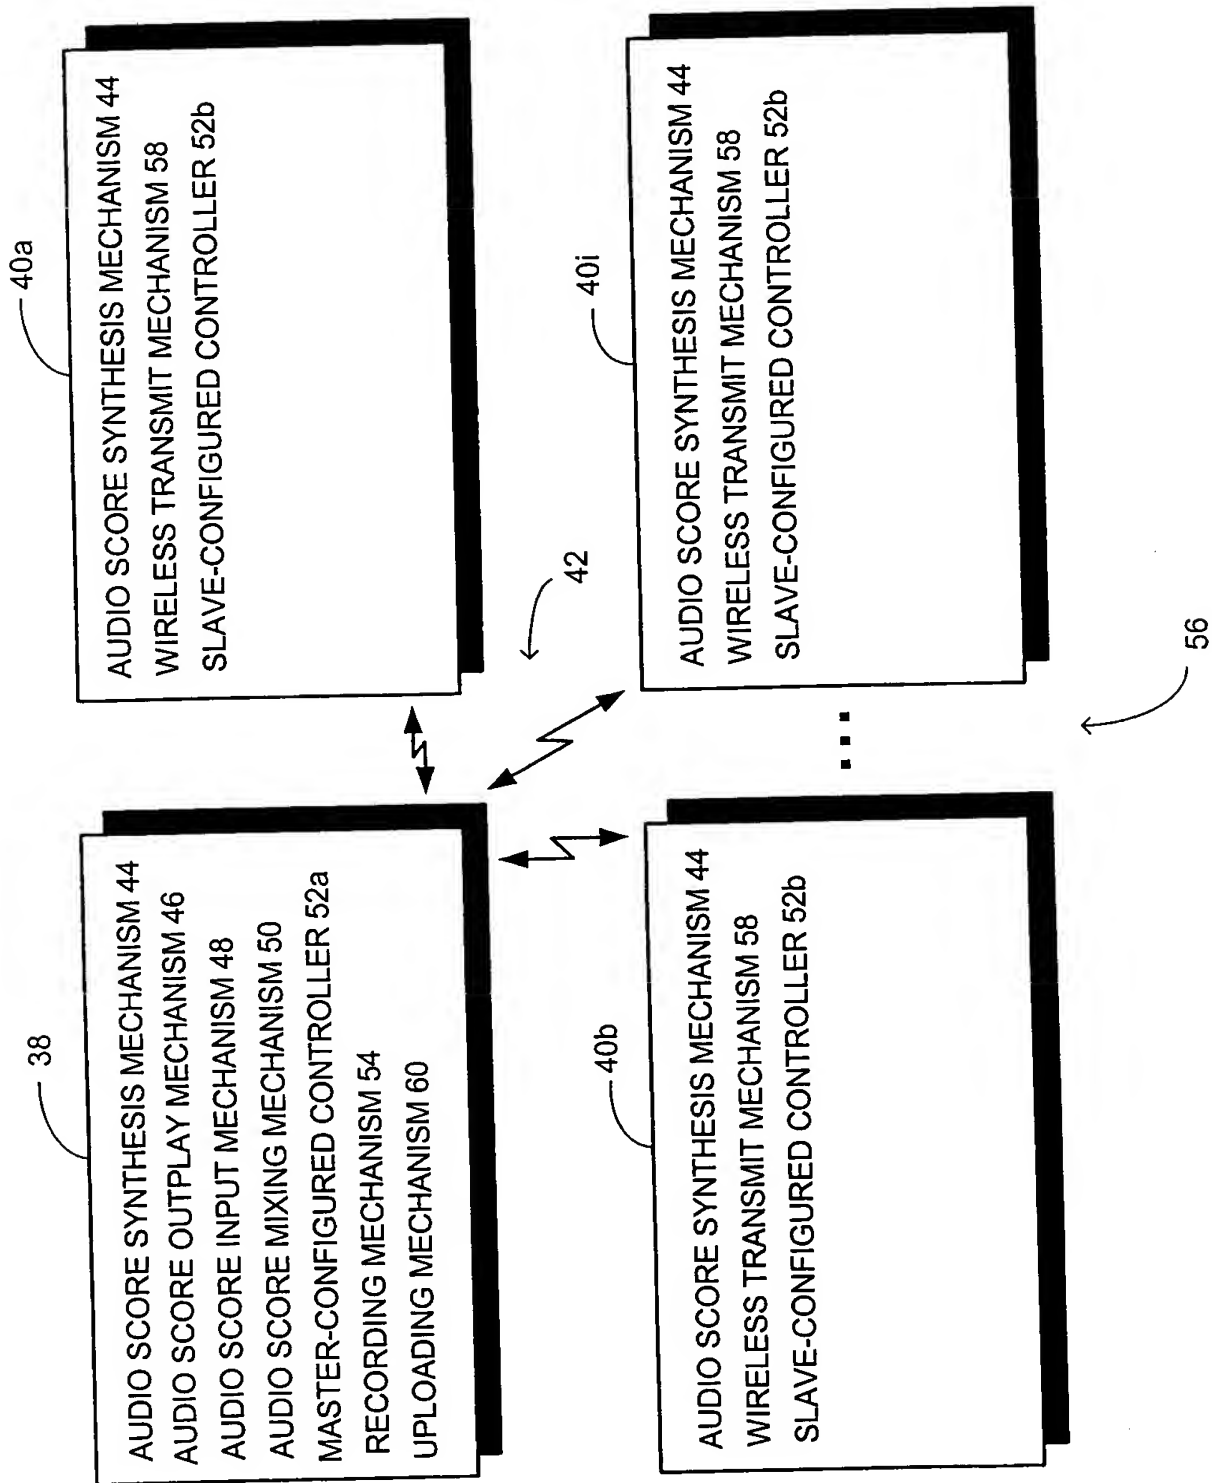 38
AUDIO SCORE SYNTHESIS MECHANISM 44
AUDIO SCORE OUTPLAY MECHANISM 46
AUDIO SCORE INPUT MECHANISM 48
AUDIO SCORE MIXING MECHANISM 50
MASTER-CONFIGURED CONTROLLER 52a
RECORDING MECHANISM 54
UPLOADING MECHANISM 60
40a
AUDIO SCORE SYNTHESIS MECHANISM 44
WIRELESS TRANSMIT MECHANISM 58
SLAVE-CONFIGURED CONTROLLER 52b
42
40b
AUDIO SCORE SYNTHESIS MECHANISM 44
WIRELESS TRANSMIT MECHANISM 58
SLAVE-CONFIGURED CONTROLLER 52b
...
40i
AUDIO SCORE SYNTHESIS MECHANISM 44
WIRELESS TRANSMIT MECHANISM 58
SLAVE-CONFIGURED CONTROLLER 52b
56